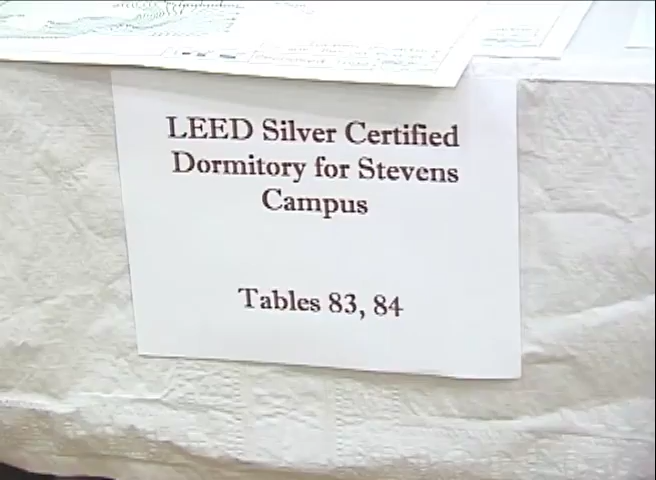 LEED Silver Certified
Dormitory for Stevens
Campus
Tables 83, 84